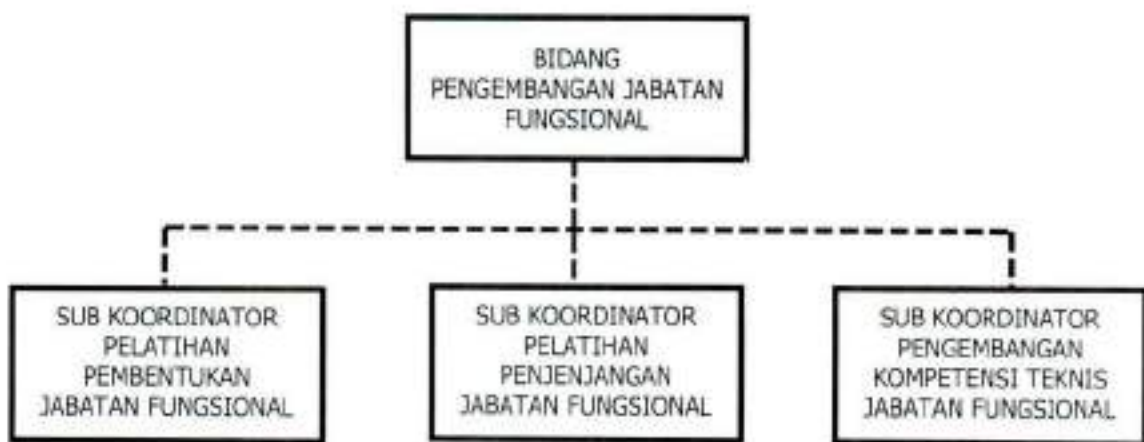 BIDANG
PENGEMBANGAN JABATAN
FUNGSIONAL
SUB KOORDINATOR
PELATIHAN
PEMBENTUKAN
JABATAN FUNGSIONAL
SUB KOORDINATOR
PELATIHAN
PENJENJANGAN
JABATAN FUNGSIONAL
SUB KOORDINATOR
PENGEMBANGAN
KOMPETENSI TEKNIS
JABATAN FUNGSIONAL